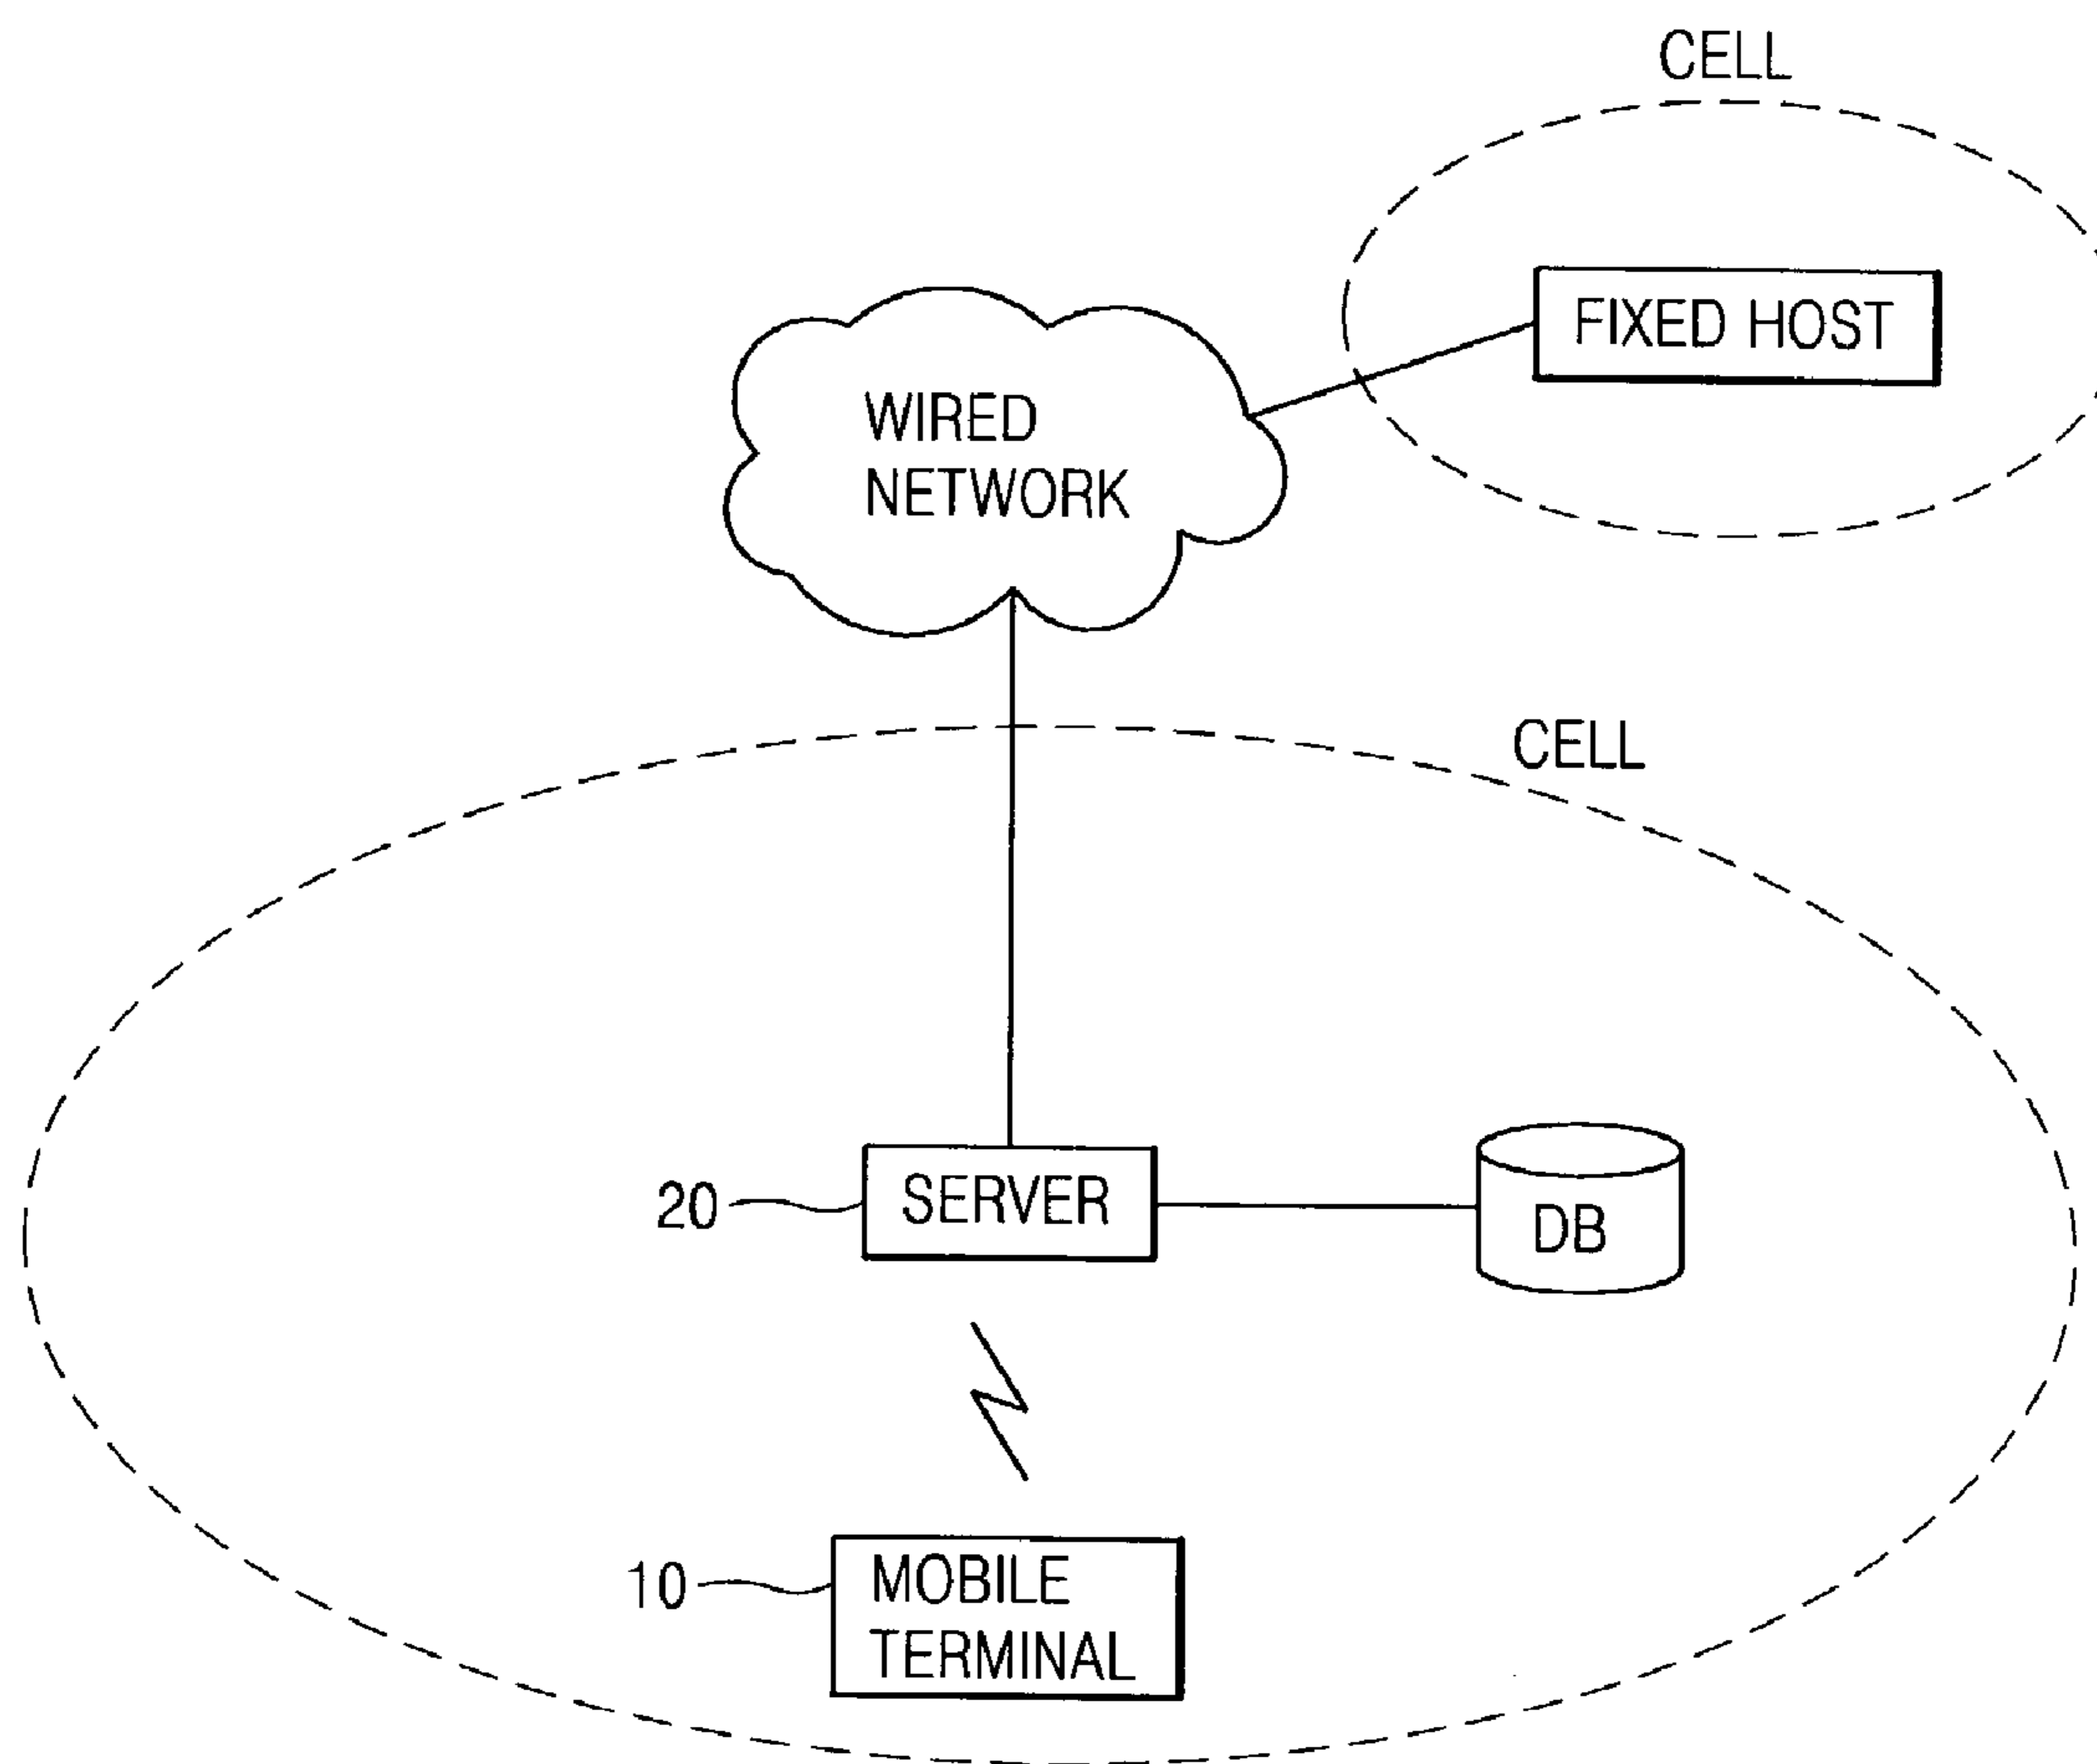 CELL
FIXED HOST
WIRED
NETWORK
CELL
20
SERVER
DB
10
MOBILE
TERMINAL